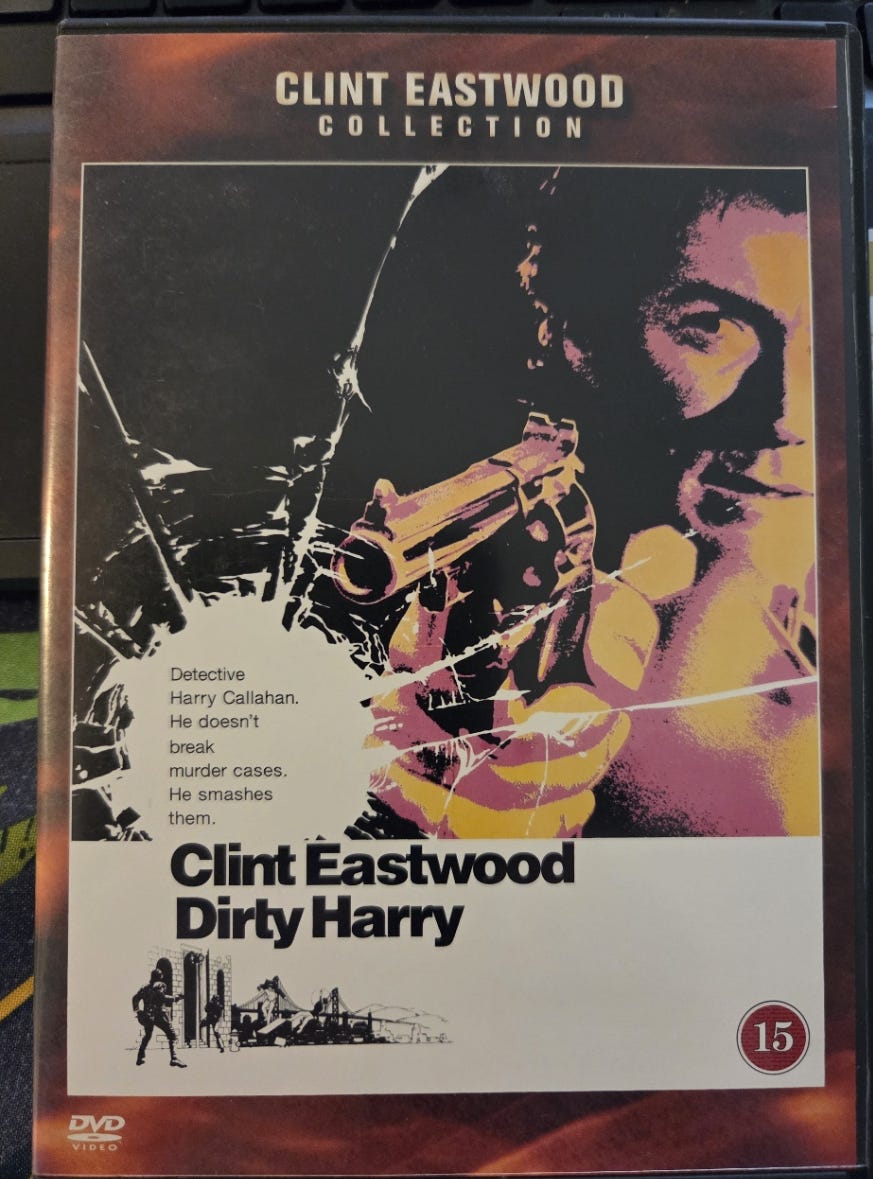 CLINT EASTWOOD
COLLECTION
Detective
Harry Callahan.
He doesn't
break
murder cases.
He smashes
them.
Clint Eastwood
Dirty Harry
15
DVD
VIDEO